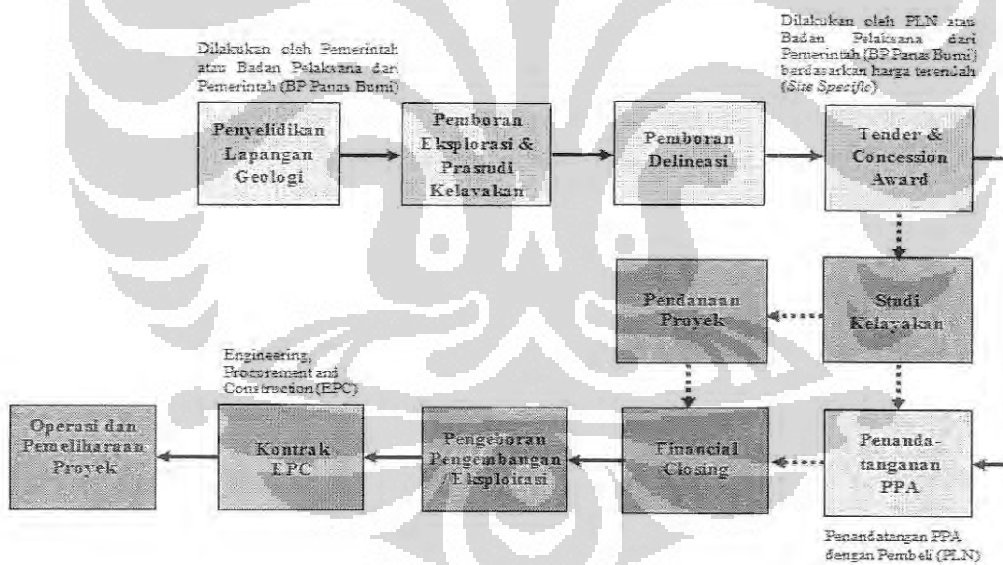 Dilakukan oleh Pemerintah
atau Badan Pelaksana dari
Pemerintah (BP Panas Bumi)
Penyelidikan
Lapangan
Geologi
Pemboran
Eksplorasi &
Prastudi
Kelayakan
Pemboran
Delineasi
Dilakukan oleh PLN atau
Badan Pelaksana dari
Pemerintah (BP Panas Bumi)
berdasarkan harga terendah
(Site Specific)
Tender &
Concession
Award
Pendanaan
Proyek
Studi
Kelayakan
Operasi dan
Pemeliharaan
Proyek
Engineering,
Procurement and
Construction (EPC)
Kontrak
EPC
Pengeboran
Pengembangan
/Eksploitasi
Financial
Closing
Penanda-
tanganan
PPA
Penandatangan PPA
dengan Pembeli (PLN)